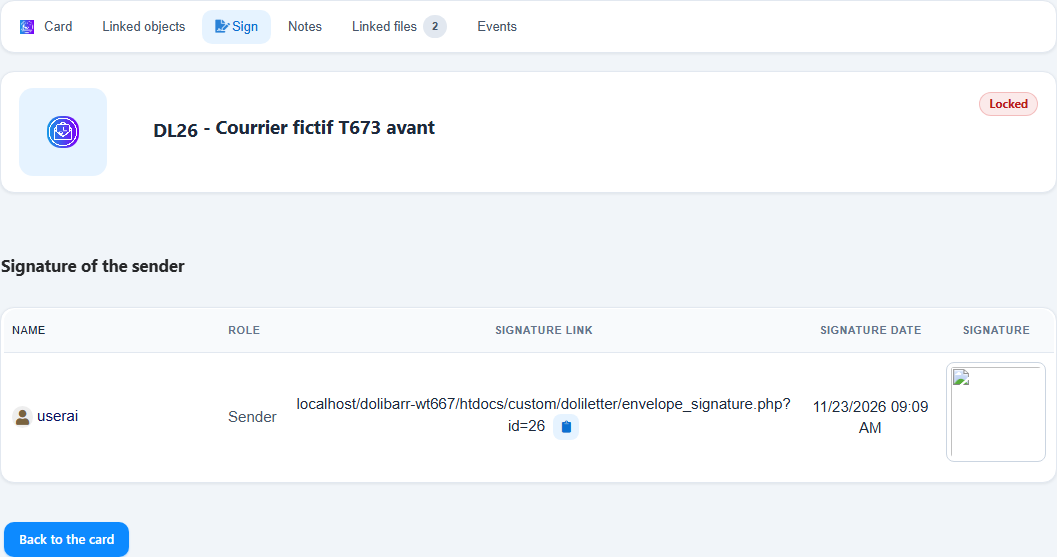 Card Linked objects Sign Notes Linked files 2 Events
Locked
DL26 - Courrier fictif T673 avant
Signature of the sender
NAME ROLE SIGNATURE LINK SIGNATURE DATE SIGNATURE
userai Sender localhost/dolibarr-wt667/htdocs/custom/doliletter/envelope_signature.php? 11/23/2026 09:09
id=26 AM
Back to the card